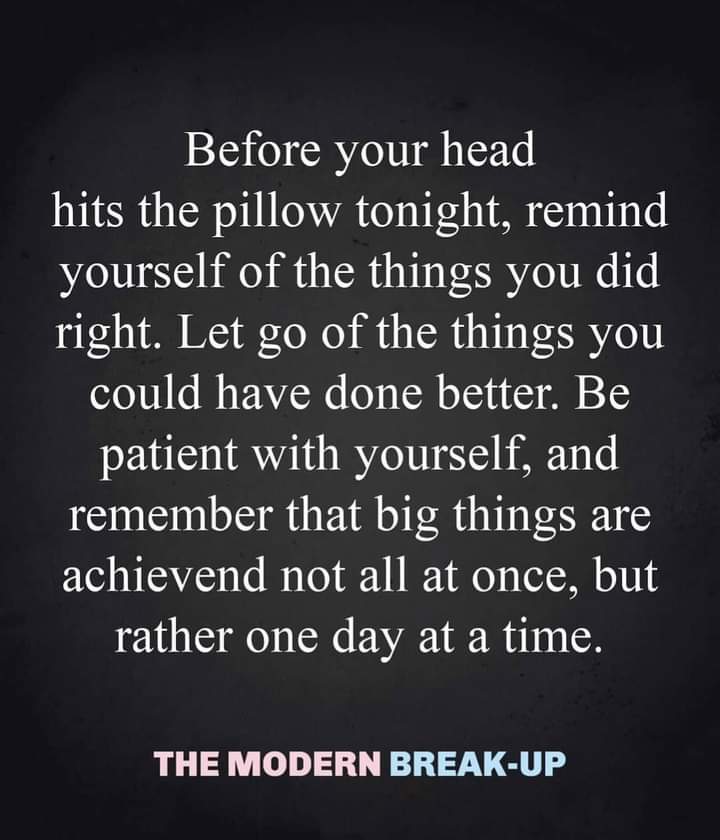 Before your head
hits the pillow tonight, remind
yourself of the things you did
right. Let go of the things you
could have done better. Be
patient with yourself, and
remember that big things are
achievend not all at once, but
rather one day at a time.
THE MODERN BREAK-UP